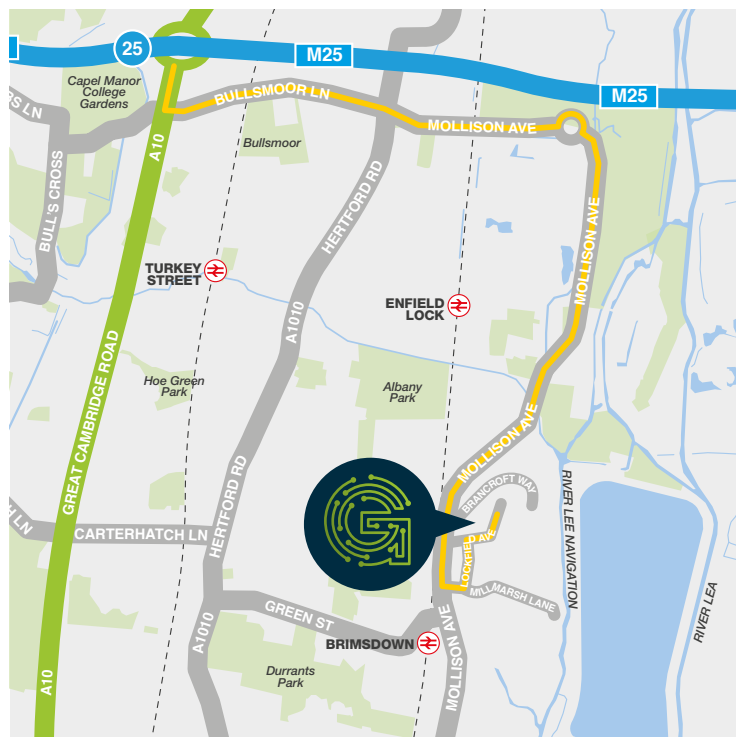 25
M25
M25
Capel Manor
College
Gardens
BULLSMOOR LN
MOLLISON AVE
A10
Bullsmoor
BULL'S CROSS
HERTFORD RD
MOLLISON AVE
TURKEY
STREET
ENFIELD
LOCK
A1010
GREAT CAMBRIDGE ROAD
Hoe Green
Park
Albany
Park
MOLLISON AVE
BRANCROFT WAY
RIVER LEE NAVIGATION
HERTFORD RD
CARTERHATCH LN
LOCKFIELD AVE
MILLMARSH LANE
RIVER LEA
GREEN ST
A1010
BRIMSDOWN
MOLLISON AVE
Durrants
Park
A10